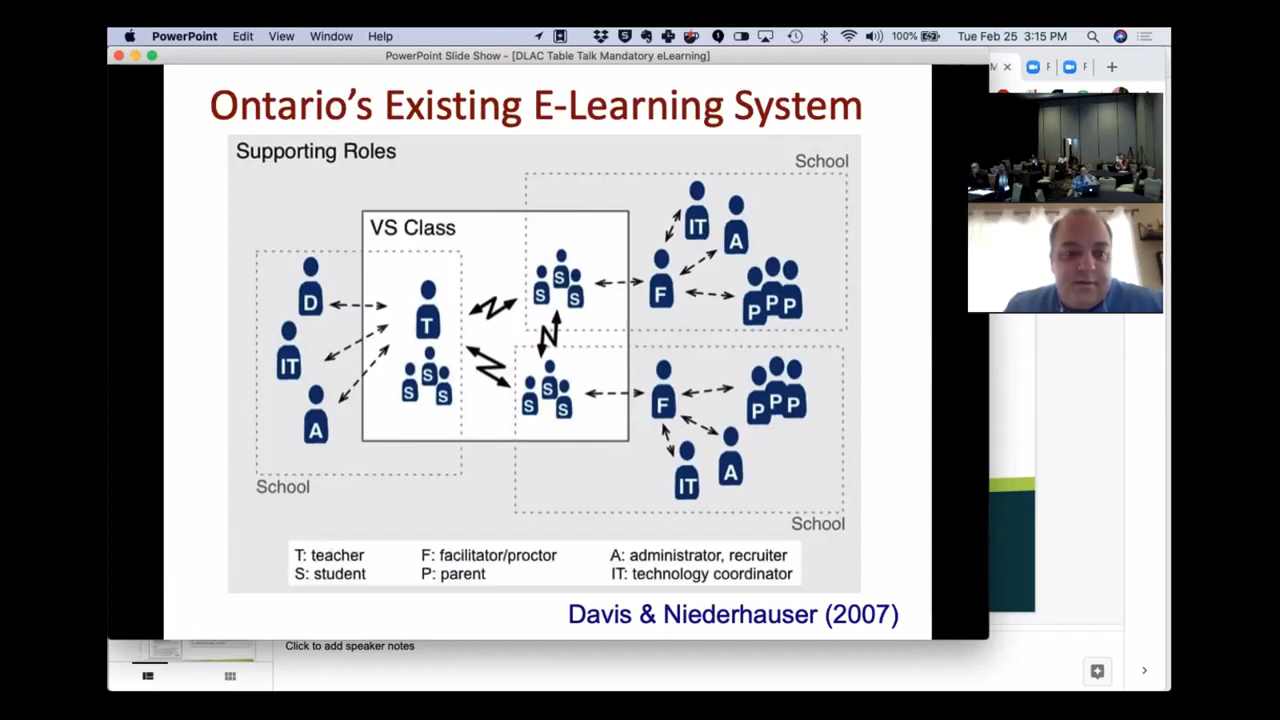 PowerPoint Edit View Window Help 100% Tue Feb 25 3:15 PM
PowerPoint Slide Show - [DLAC Table Talk Mandatory eLearning]
Ontario's Existing E-Learning System
Supporting Roles
School
VS Class
IT
A
D
S S S
F
P P P
T
IT
S S S
S S S
F
P P P
A
A
IT
School
School
T: teacher F: facilitator/proctor A: administrator, recruiter
S: student P: parent IT: technology coordinator
Davis & Niederhauser (2007)
Click to add speaker notes